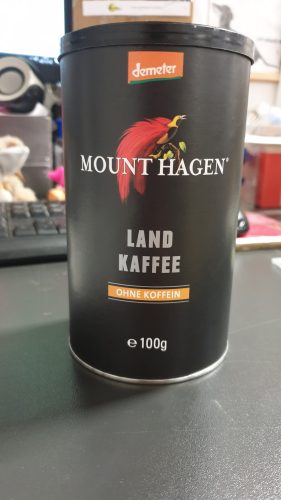 demeter
MOUNT HAGEN®
LAND
KAFFEE
OHNE KOFFEIN
℮ 100g